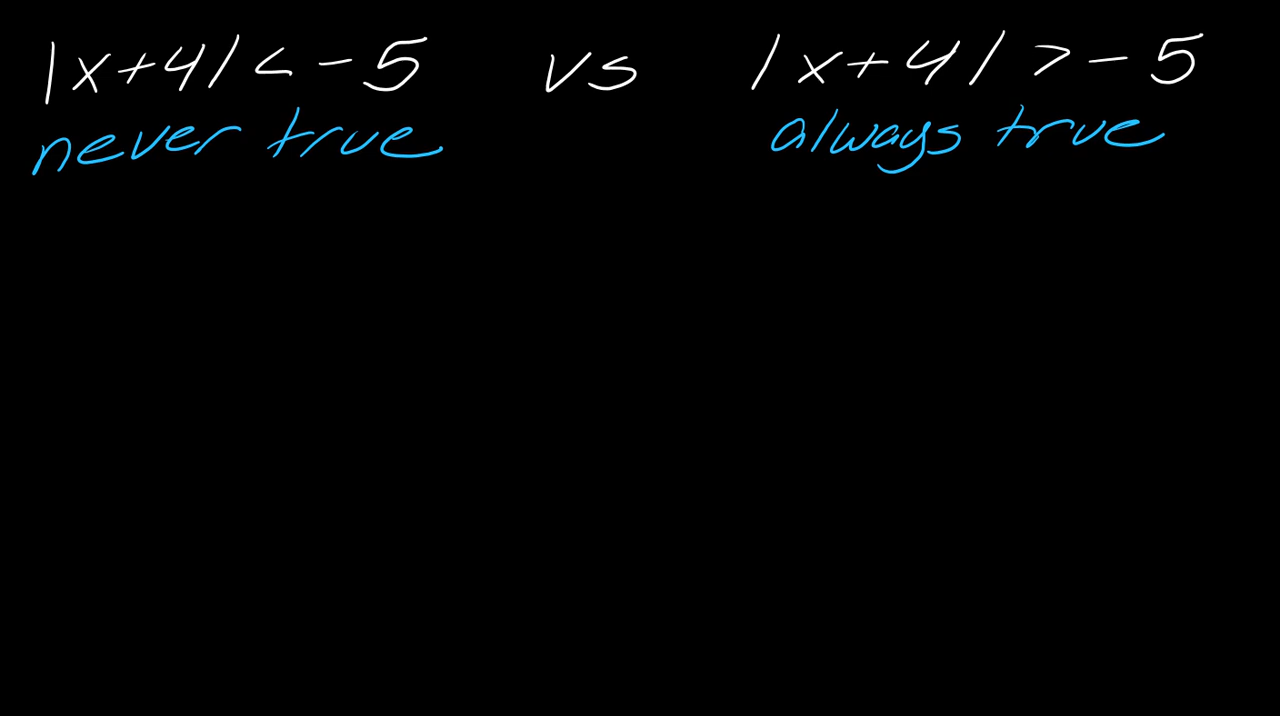 |x+4| < -5 vs |x+4| > -5
never true always true